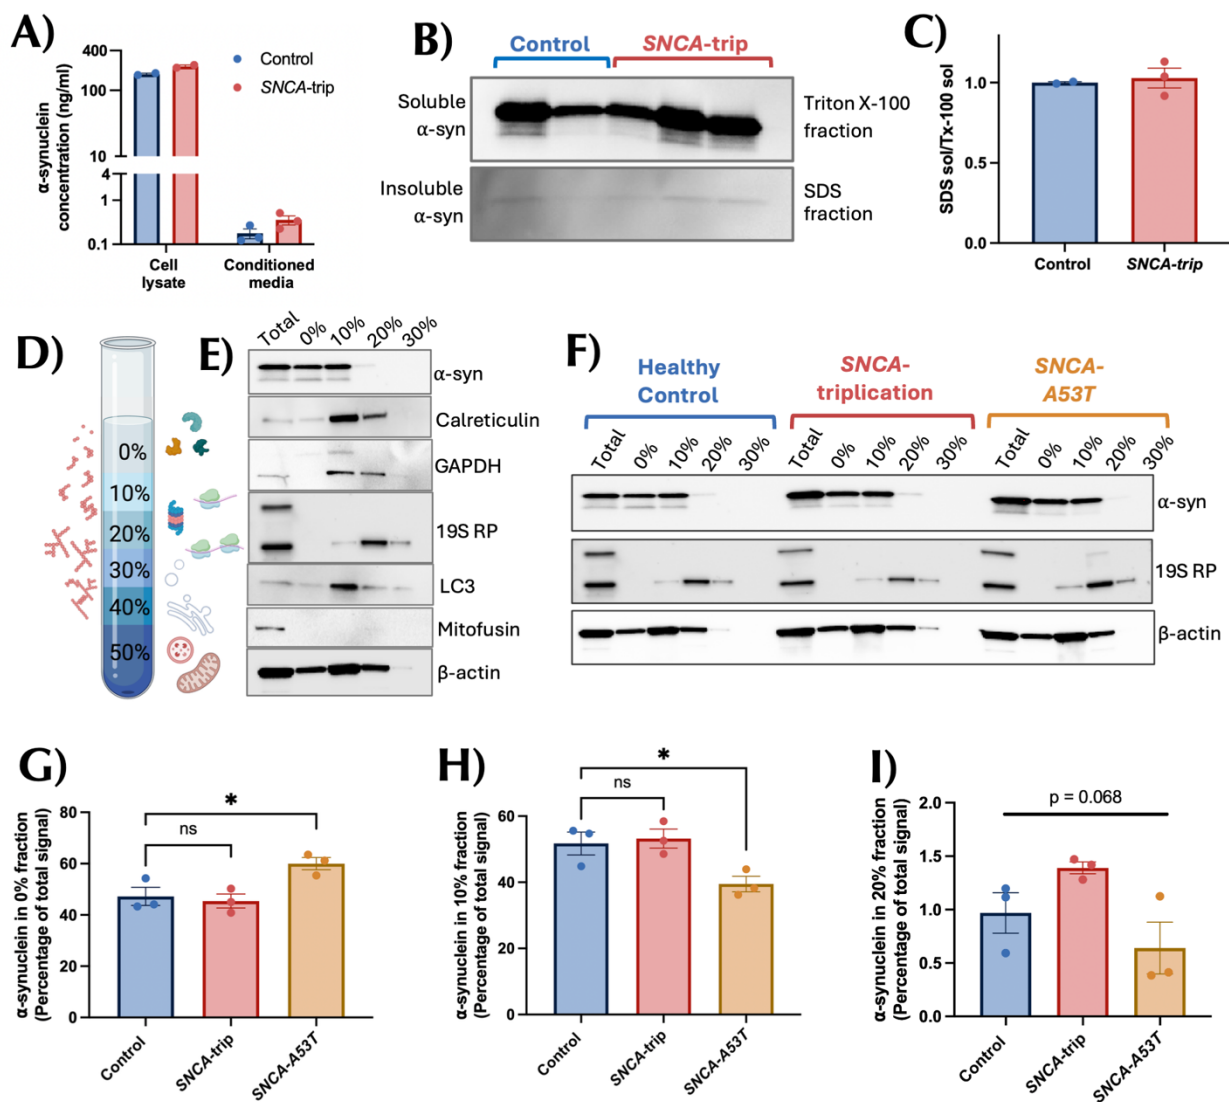 A)
400
100
10
4
1
0.1
α-synuclein
concentration (ng/ml)
Control
SNCA-trip
Cell
lysate
Conditioned
media
B)
Control
SNCA-trip
Soluble
α-syn
Triton X-100
fraction
Insoluble
α-syn
SDS
fraction
C)
SDS sol/Tx-100 sol
1.0
0.5
0.0
Control
SNCA-trip
D)
0%
10%
20%
30%
40%
50%
E)
Total 0% 10% 20% 30%
α-syn
Calreticulin
GAPDH
19S RP
LC3
Mitofusin
β-actin
F)
Healthy
Control
SNCA-
triplication
SNCA-
A53T
Total 0% 10% 20% 30% Total 0% 10% 20% 30% Total 0% 10% 20% 30%
α-syn
19S RP
β-actin
G)
α-synuclein in 0% fraction
(Percentage of total signal)
80
60
40
20
0
*
ns
Control
SNCA-trip
SNCA-A53T
H)
α-synuclein in 10% fraction
(Percentage of total signal)
60
40
20
0
*
ns
Control
SNCA-trip
SNCA-A53T
I)
α-synuclein in 20% fraction
(Percentage of total signal)
2.0
1.5
1.0
0.5
0.0
p = 0.068
Control
SNCA-trip
SNCA-A53T